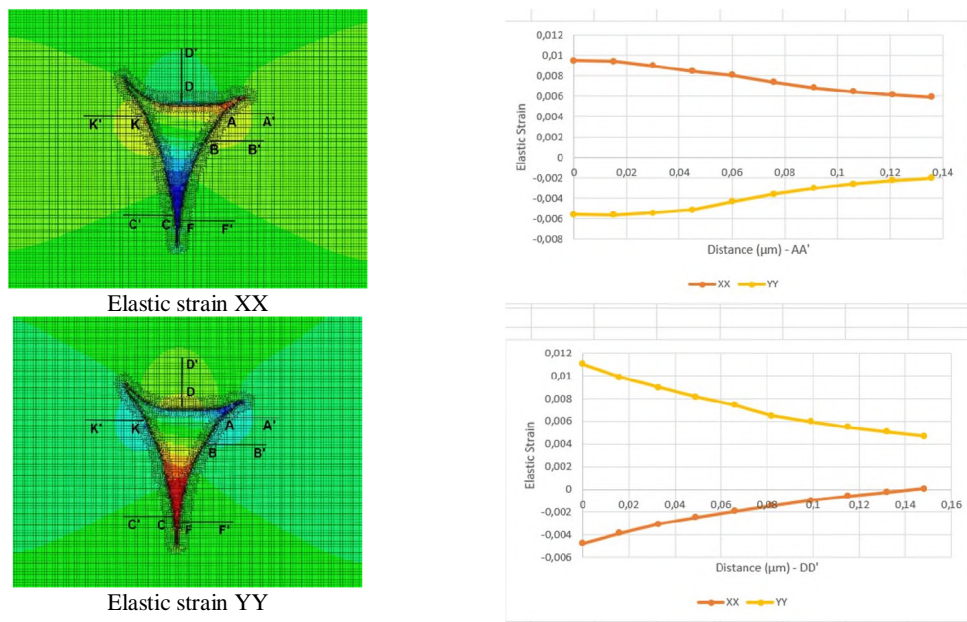 D'
D
K'
K
A
A'
B
B'
C'
C
F
F'
Elastic strain XX
0,012
0,01
0,008
0,006
0,004
0,002
0
-0,002
-0,004
-0,006
-0,008
0 0,02 0,04 0,06 0,08 0,1 0,12 0,14
Elastic Strain
Distance (µm) - AA'
XX YY
D'
D
K'
K
A
A'
B
B'
C'
C
F
F'
Elastic strain YY
0,012
0,01
0,008
0,006
0,004
0,002
0
-0,002
-0,004
-0,006
0 0,02 0,04 0,06 0,08 0,1 0,12 0,14 0,16
Elastic Strain
Distance (µm) - DD'
XX YY